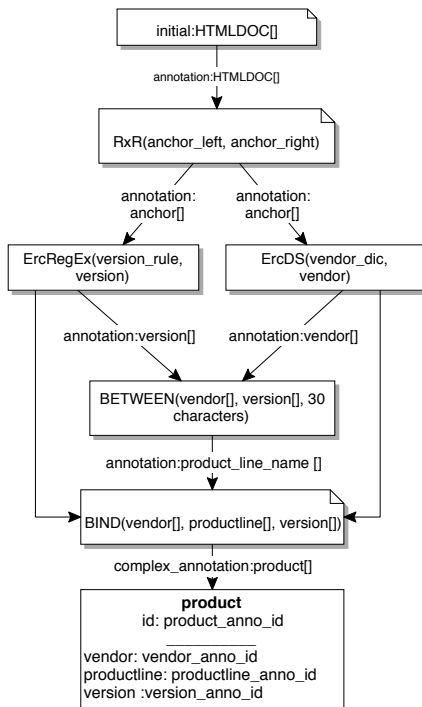 initial:HTMLDOC[]
annotation:HTMLDOC[]
RxR(anchor_left, anchor_right)
annotation:
anchor[]
annotation:
anchor[]
ErcRegEx(version_rule,
version)
ErcDS(vendor_dic,
vendor)
annotation:version[]
annotation:vendor[]
BETWEEN(vendor[], version[], 30
characters)
annotation:product_line_name []
BIND(vendor[], productline[], version[])
complex_annotation:product[]
product
id: product_anno_id
vendor: vendor_anno_id
productline: productline_anno_id
version :version_anno_id